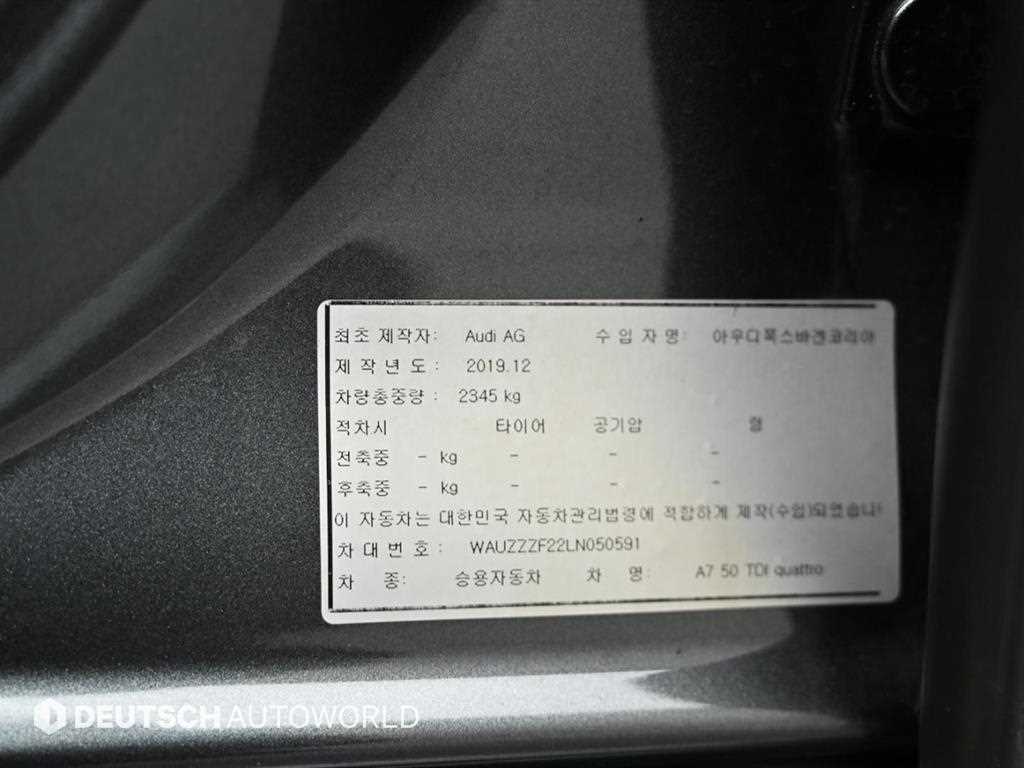 최초 제작자: Audi AG 수 입 자 명: 아우디폭스바겐코리아
제 작 년 도 : 2019.12
차량총중량 : 2345 kg
적차시 타이어 공기압 형
전축중 - kg - - -
후축중 - kg - - -
이 자동차는 대한민국 자동차관리법령에 적합하게 제작(수입)되었습니
차 대 번 호 : WAUZZZF22LN050591
차 종: 승용자동차 차 명: A7 50 TDI quattro
DEUTSCH AUTOWORLD